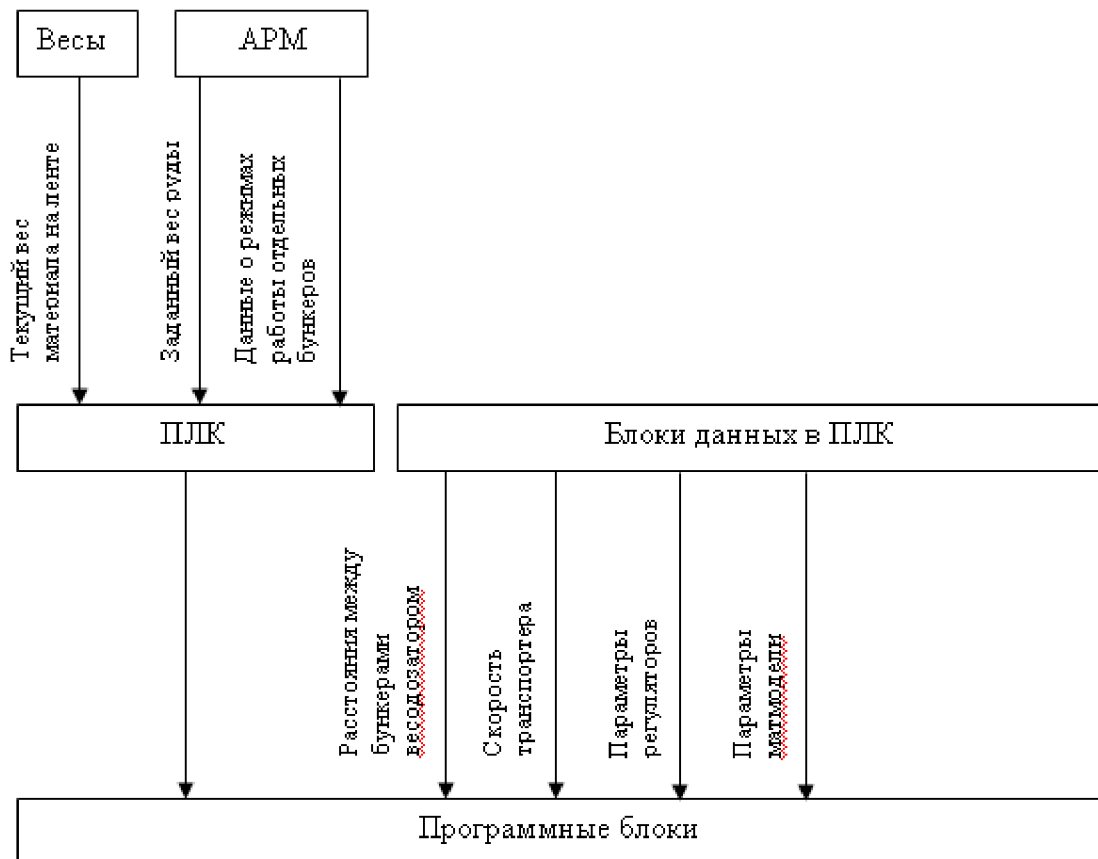 Весы
АРМ
Текущий вес
материала на ленте
Заданный вес руды
Данные о режимах
работы отдельных
бункеров
ПЛК
Блоки данных в ПЛК
Расстояния между
бункерами
весодозатором
Скорость
транспортера
Параметры
регуляторов
Параметры
матмодели
Программные блоки